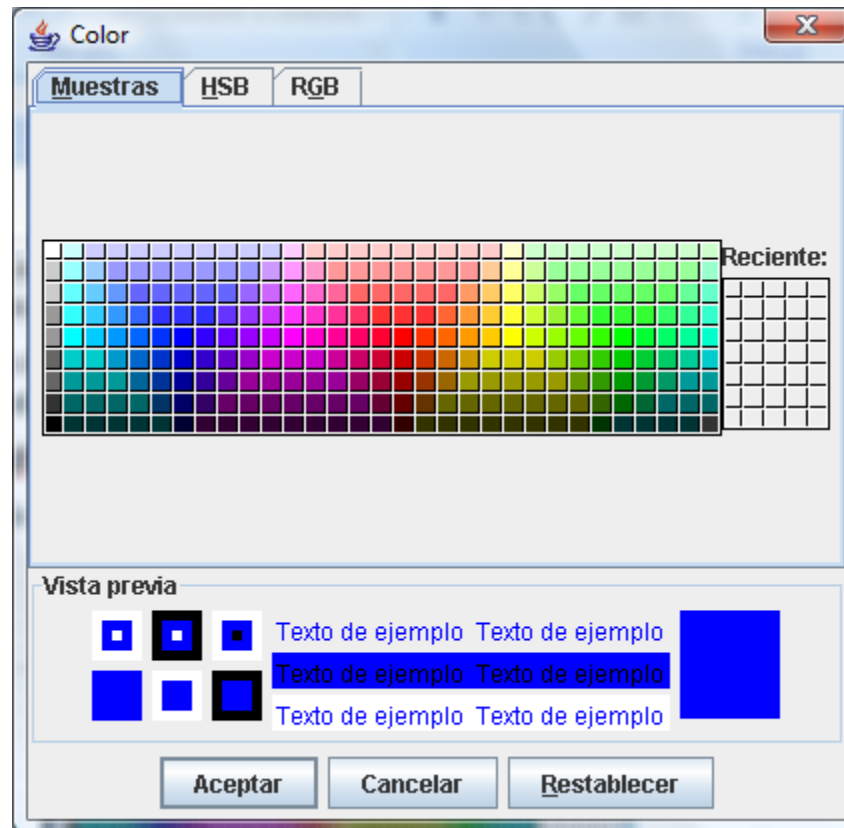 Color
Muestras HSB RGB
Reciente:
Vista previa
Texto de ejemplo Texto de ejemplo
Texto de ejemplo Texto de ejemplo
Texto de ejemplo Texto de ejemplo
Aceptar Cancelar Restablecer